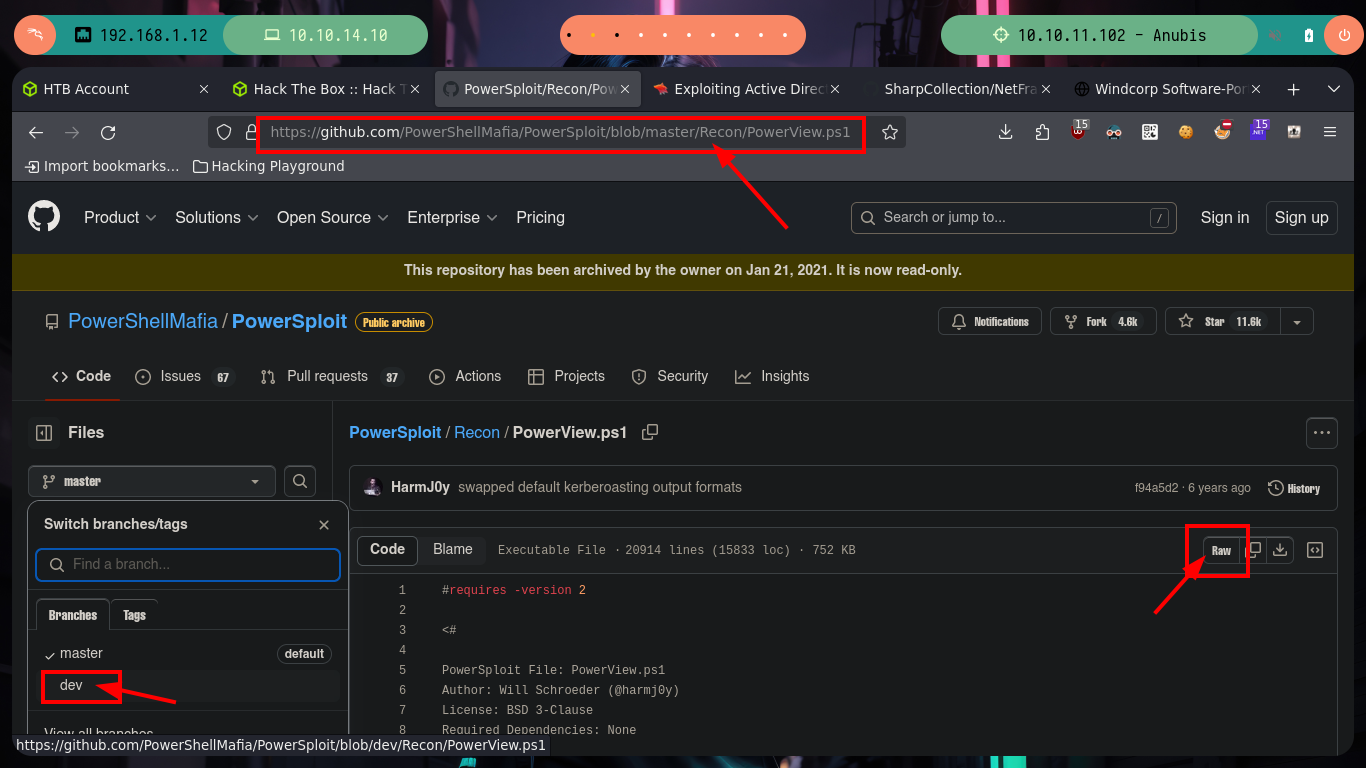 192.168.1.12
10.10.14.10
10.10.11.102 - Anubis
HTB Account
Hack The Box :: Hack T
PowerSploit/Recon/Pow
Exploiting Active Direc
SharpCollection/NetFra
Windcorp Software-Por
https://github.com/PowerShellMafia/PowerSploit/blob/master/Recon/PowerView.ps1
15
15
.NET
Import bookmarks...
Hacking Playground
Product
Solutions
Open Source
Enterprise
Pricing
Search or jump to...
/
Sign in
Sign up
This repository has been archived by the owner on Jan 21, 2021. It is now read-only.
PowerShellMafia / PowerSploit
Public archive
Notifications
Fork 4.6k
Star 11.6k
Code
Issues 67
Pull requests 37
Actions
Projects
Security
Insights
Files
PowerSploit / Recon / PowerView.ps1
master
HarmJ0y swapped default kerberoasting output formats
f94a5d2 · 6 years ago
History
Switch branches/tags
Find a branch...
Branches
Tags
master
default
dev
View all branches
Code
Blame
Executable File · 20914 lines (15833 loc) · 752 KB
Raw
1 #requires -version 2
2
3 <#
4
5 PowerSploit File: PowerView.ps1
6 Author: Will Schroeder (@harmj0y)
7 License: BSD 3-Clause
8 Required Dependencies: None
https://github.com/PowerShellMafia/PowerSploit/blob/dev/Recon/PowerView.ps1